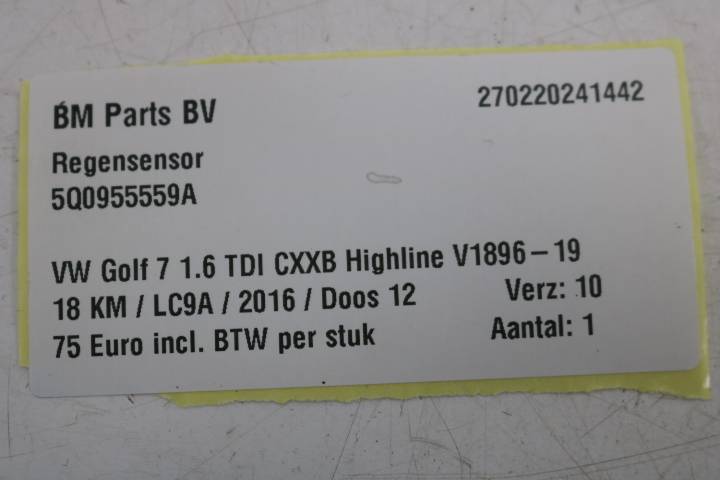 BM Parts BV 270220241442
Regensensor
5Q0955559A
VW Golf 7 1.6 TDI CXXB Highline V1896-19
18 KM / LC9A / 2016 / Doos 12 Verz: 10
75 Euro incl. BTW per stuk Aantal: 1